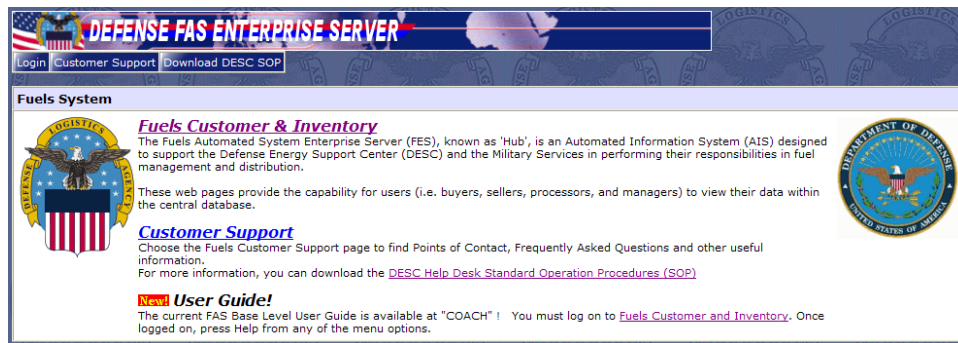 DEFENSE FAS ENTERPRISE SERVER
Login Customer Support Download DESC SOP
Fuels System
Fuels Customer & Inventory
The Fuels Automated System Enterprise Server (FES), known as 'Hub', is an Automated Information System (AIS) designed
to support the Defense Energy Support Center (DESC) and the Military Services in performing their responsibilities in fuel
management and distribution.
These web pages provide the capability for users (i.e. buyers, sellers, processors, and managers) to view their data within
the central database.
Customer Support
Choose the Fuels Customer Support page to find Points of Contact, Frequently Asked Questions and other useful
information.
For more information, you can download the DESC Help Desk Standard Operation Procedures (SOP)
New! User Guide!
The current FAS Base Level User Guide is available at "COACH" ! You must log on to Fuels Customer and Inventory. Once
logged on, press Help from any of the menu options.
DEFENSE LOGISTICS AGENCY
DEPARTMENT OF DEFENSE
UNITED STATES OF AMERICA